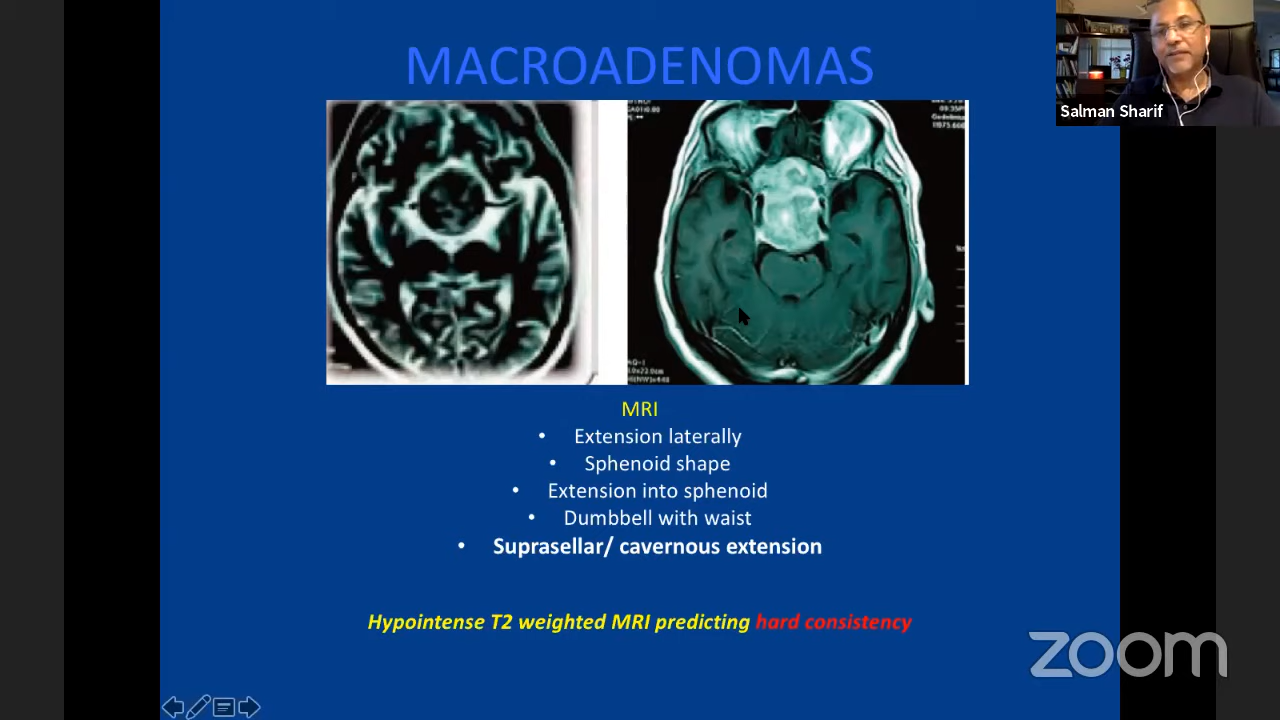 MACROADENOMAS
Salman Sharif
MRI
• Extension laterally
• Sphenoid shape
• Extension into sphenoid
• Dumbbell with waist
• Suprasellar/ cavernous extension
Hypointense T2 weighted MRI predicting hard consistency
zoom